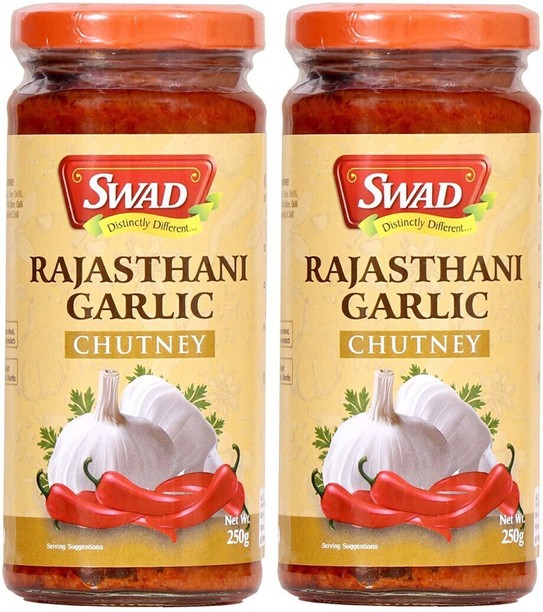 SWAD
Distinctly Different...
RAJASTHANI
GARLIC
CHUTNEY
Net Wt.
250g
Serving Suggestions
SWAD
Distinctly Different...
RAJASTHANI
GARLIC
CHUTNEY
Net Wt.
250g
Serving Suggestions